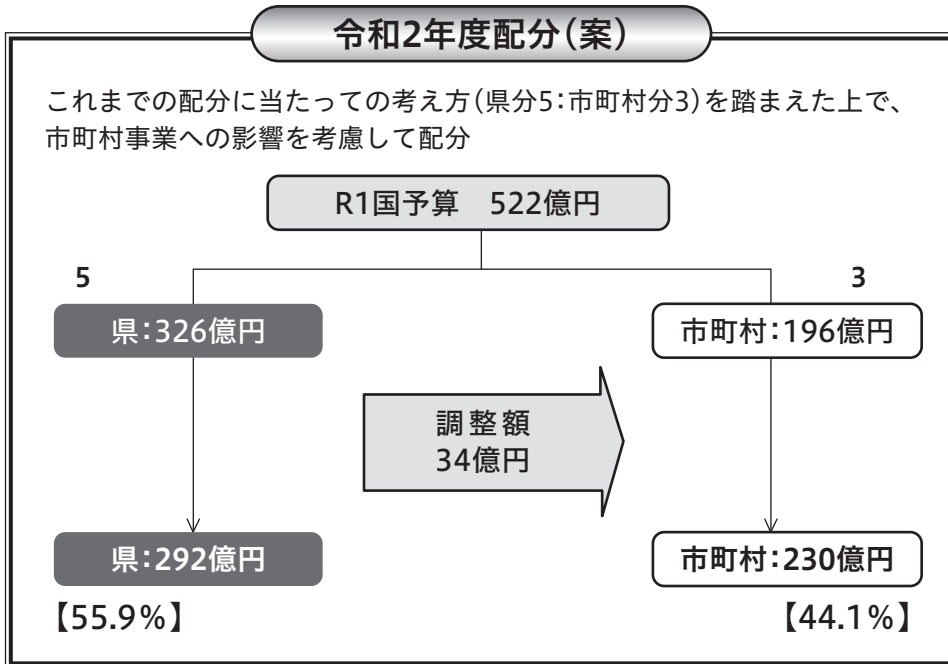 令和2年度配分(案)
これまでの配分に当たっての考え方(県分5:市町村分3)を踏まえた上で、
市町村事業への影響を考慮して配分
R1国予算　522億円
5
3
県:326億円
市町村:196億円
調整額
34億円
県:292億円
市町村:230億円
【55.9%】
【44.1%】